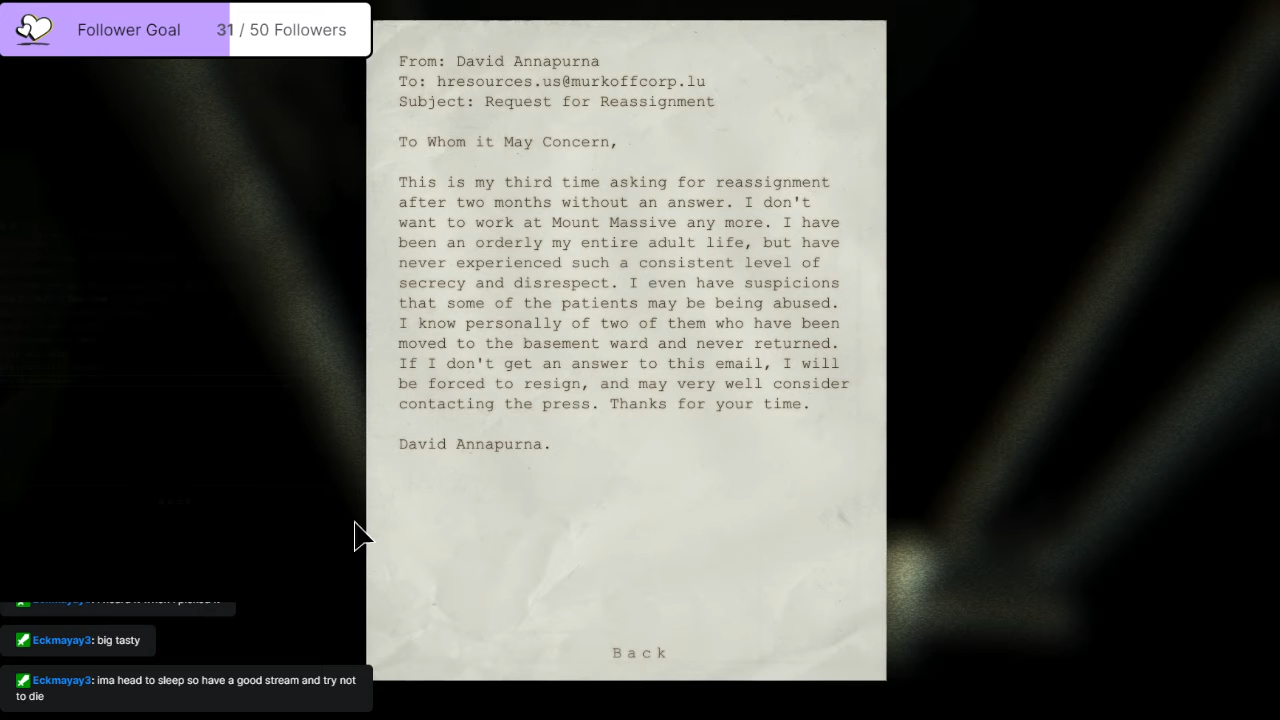 Follower Goal 31 / 50 Followers
From: David Annapurna
To: hresources.us@murkoffcorp.lu
Subject: Request for Reassignment
To Whom it May Concern,
This is my third time asking for reassignment
after two months without an answer. I don't
want to work at Mount Massive any more. I have
been an orderly my entire adult life, but have
never experienced such a consistent level of
secrecy and disrespect. I even have suspicions
that some of the patients may be being abused.
I know personally of two of them who have been
moved to the basement ward and never returned.
If I don't get an answer to this email, I will
be forced to resign, and may very well consider
contacting the press. Thanks for your time.
David Annapurna.
Back
Eckmayay3: big tasty
Eckmayay3: ima head to sleep so have a good stream and try not
to die